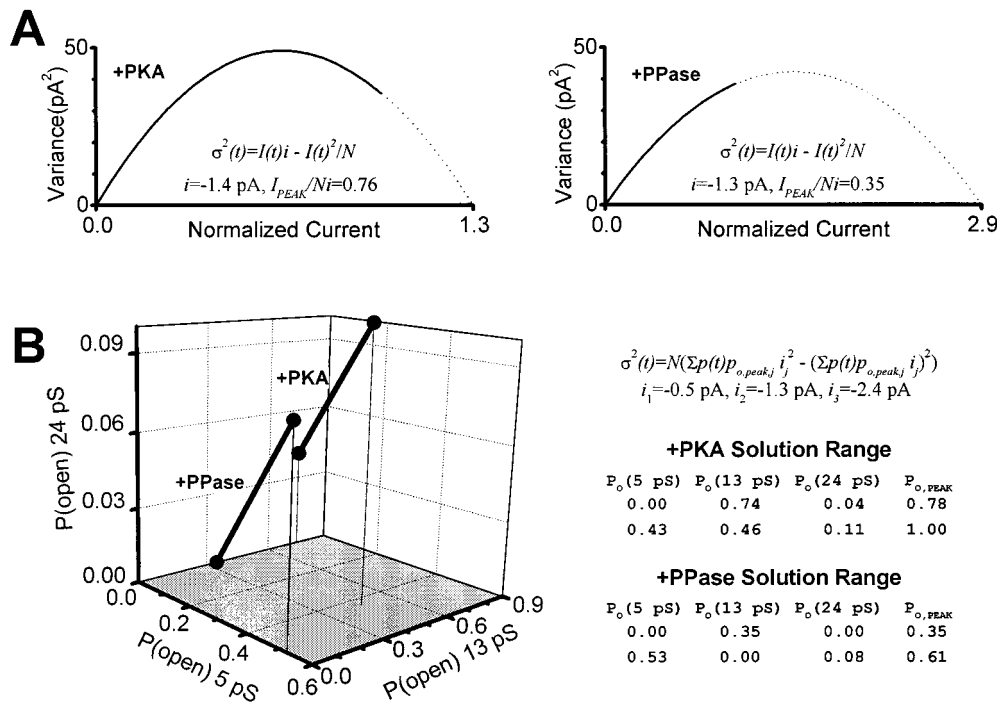 A
50
+PKA
Variance(pA²)
σ²(t)=I(t)i - I(t)²/N
i=-1.4 pA, I_PEAK/Ni=0.76
0
0.0
Normalized Current
1.3
50
+PPase
Variance (pA²)
σ²(t)=I(t)i - I(t)²/N
i=-1.3 pA, I_PEAK/Ni=0.35
0
0.0
Normalized Current
2.9
B
P(open) 24 pS
0.09
0.06
0.03
0.00
+PKA
+PPase
0.0
0.2
0.4
0.6
P(open) 5 pS
0.0
0.3
0.6
0.9
P(open) 13 pS
σ²(t)=N(Σp(t)p_o,peak,j i_j² - (Σp(t)p_o,peak,j i_j)²)
i₁=-0.5 pA, i₂=-1.3 pA, i₃=-2.4 pA
+PKA Solution Range
P_O(5 pS) P_O(13 pS) P_O(24 pS) P_O,PEAK
0.00 0.74 0.04 0.78
0.43 0.46 0.11 1.00
+PPase Solution Range
P_O(5 pS) P_O(13 pS) P_O(24 pS) P_O,PEAK
0.00 0.35 0.00 0.35
0.53 0.00 0.08 0.61